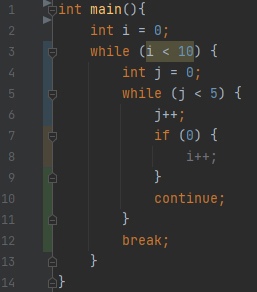 1 int main(){
2 int i = 0;
3 while (i < 10) {
4 int j = 0;
5 while (j < 5) {
6 j++;
7 if (0) {
8 i++;
9 }
10 continue;
11 }
12 break;
13 }
14 }